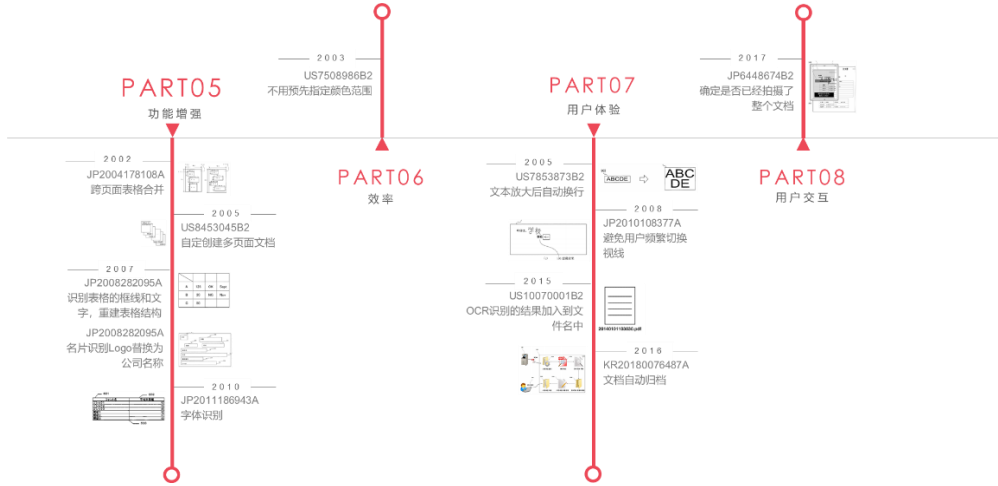 PART05
功能增强
2002
JP2004178108A
跨页面表格合并
2005
US8453045B2
自定创建多页面文档
2007
JP2008282095A
识别表格的框线和文
字，重建表格结构
JP2008282095A
名片识别Logo替换为
公司名称
2010
JP2011186943A
字体识别
2003
US7508986B2
不用预先指定颜色范围
PART06
效率
PART07
用户体验
2005
US7853873B2
文本放大后自动换行
ABCDE
ABC
DE
2008
JP2010108377A
避免用户频繁切换
视线
2015
US10070001B2
OCR识别的结果加入到文
件名中
2016
KR20180076487A
文档自动归档
2017
JP6448674B2
确定是否已经拍摄了
整个文档
PART08
用户交互